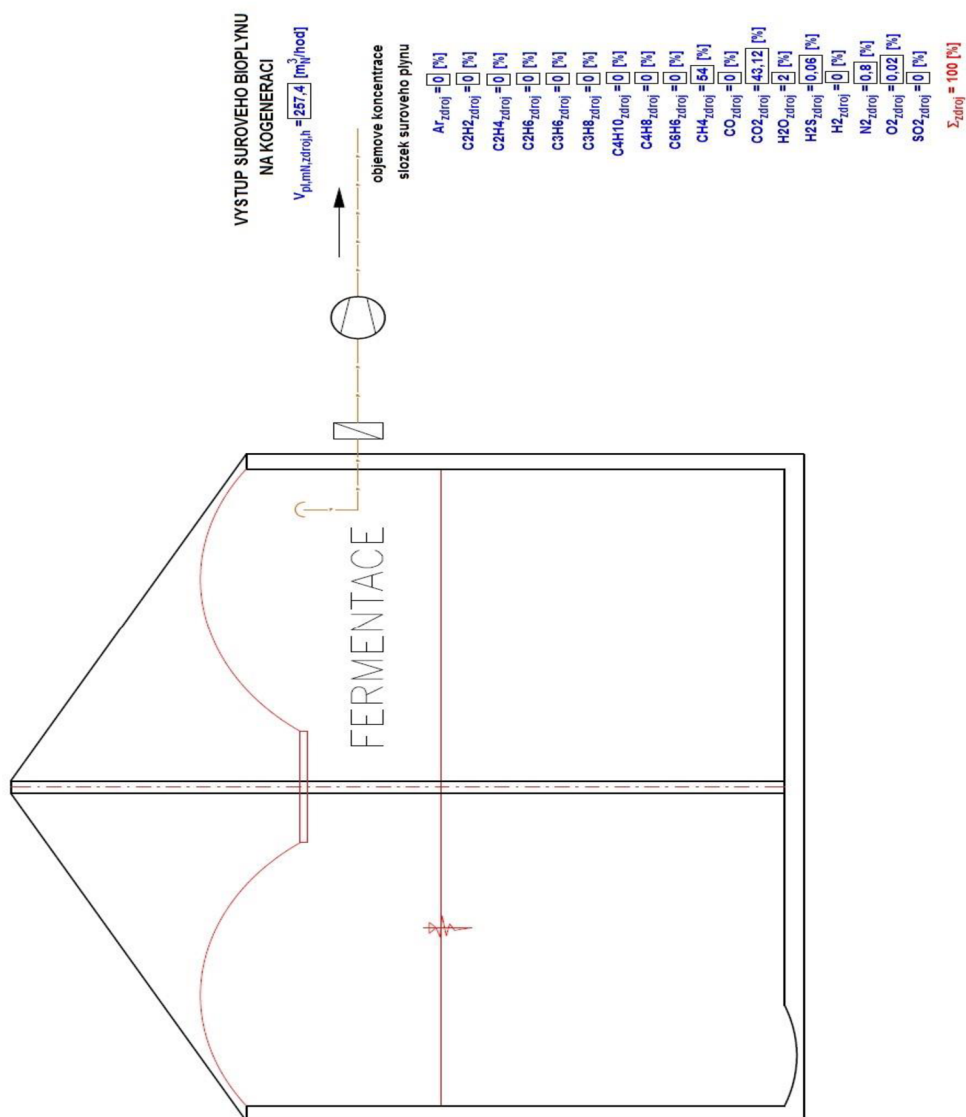 VYSTUP SUROVEHO BIOPLYNU
NA KOGENERACI
Vpl,mN,zdroj,h = 257,4 [m³N/hod]
objemove koncentrace
slozek suroveho plynu
Arzdroj = 0 [%]
C2H2zdroj = 0 [%]
C2H4zdroj = 0 [%]
C2H6zdroj = 0 [%]
C3H6zdroj = 0 [%]
C3H8zdroj = 0 [%]
C4H10zdroj = 0 [%]
C4H8zdroj = 0 [%]
C6H6zdroj = 0 [%]
CH4zdroj = 54 [%]
COzdroj = 0 [%]
CO2zdroj = 43,12 [%]
H2Ozdroj = 2 [%]
H2Szdroj = 0,06 [%]
H2zdroj = 0 [%]
N2zdroj = 0,8 [%]
O2zdroj = 0,02 [%]
SO2zdroj = 0 [%]
Σzdroj = 100 [%]
FERMENTACE